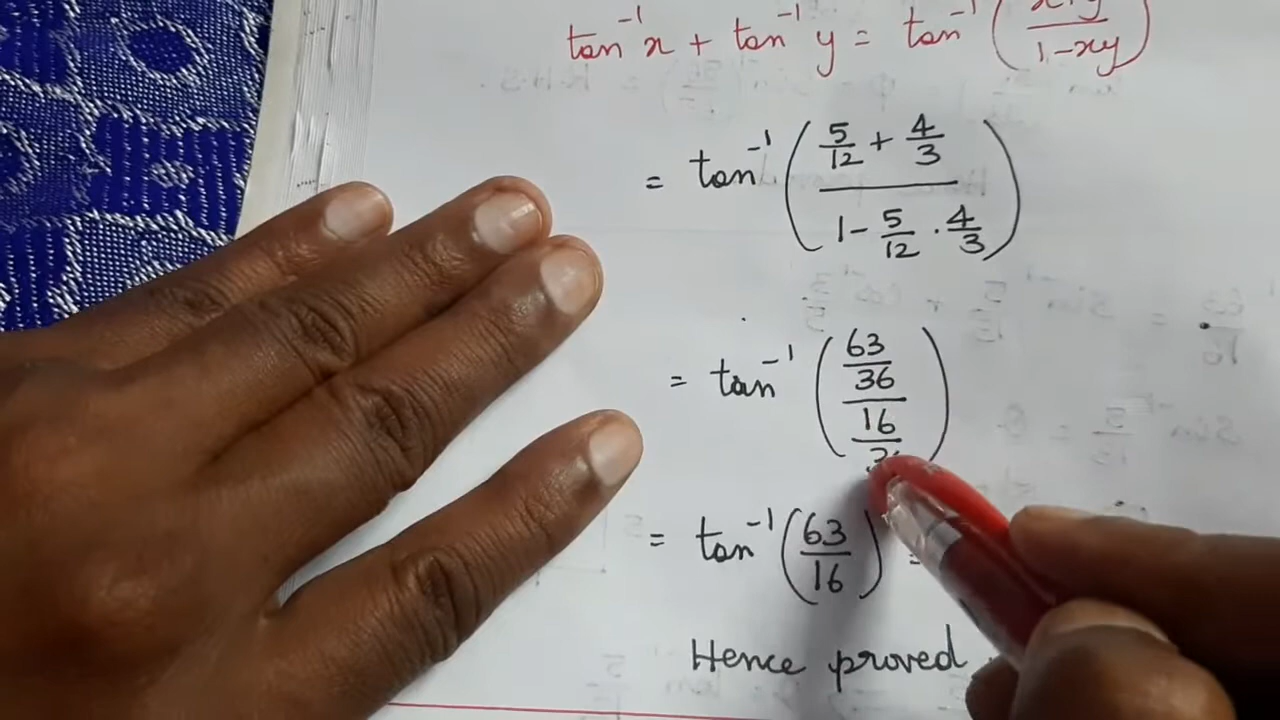 tan⁻¹x + tan⁻¹y = tan⁻¹(x+y / 1-xy)
= tan⁻¹(5/12 + 4/3 / 1 - 5/12 . 4/3)
= tan⁻¹(63/36 / 16/36)
= tan⁻¹(63/16) =
Hence proved